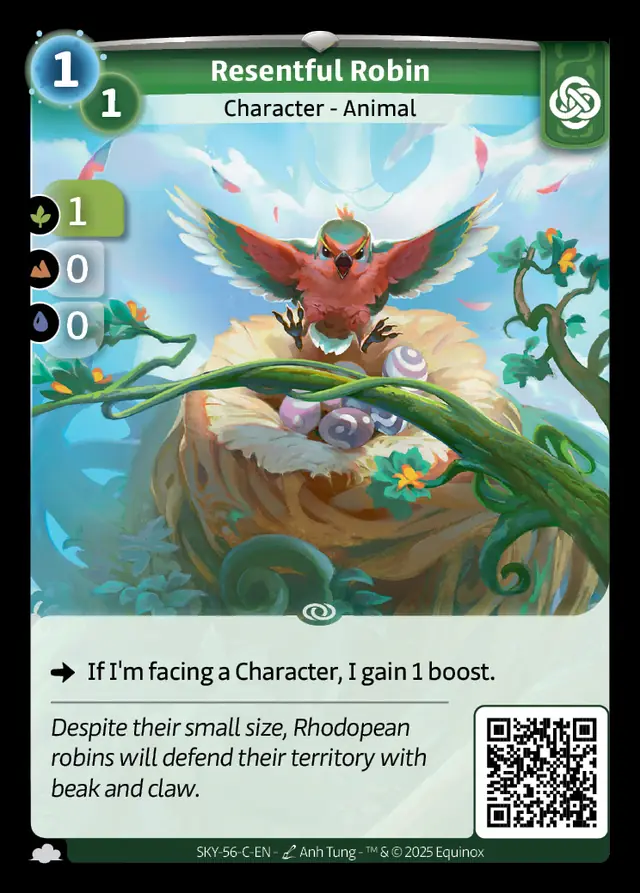 1
1
Resentful Robin
Character - Animal
1
0
0
If I'm facing a Character, I gain 1 boost.
Despite their small size, Rhodopean
robins will defend their territory with
beak and claw.
SKY-56-C-EN - Anh Tung - ™ & © 2025 Equinox